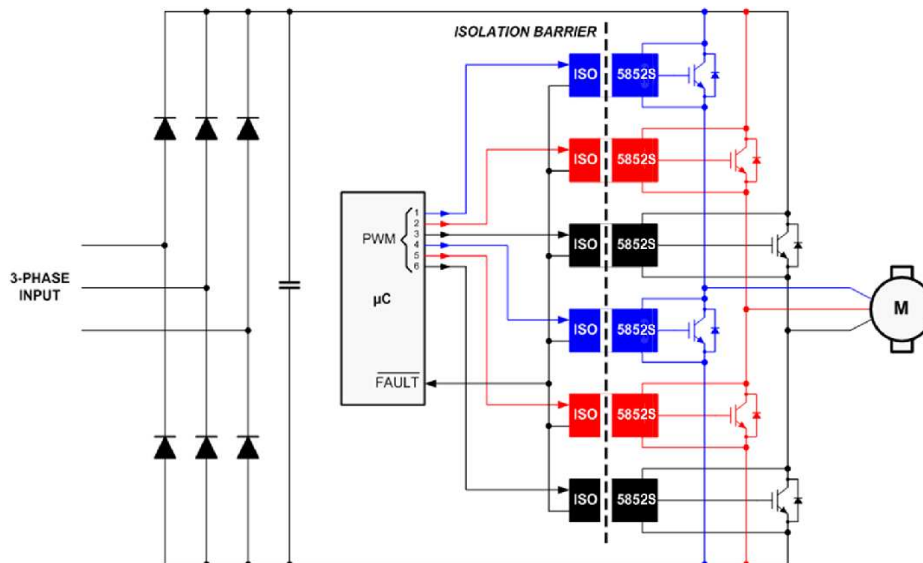 ISOLATION BARRIER
ISO 5852S
ISO 5852S
ISO 5852S
ISO 5852S
ISO 5852S
ISO 5852S
3-PHASE
INPUT
PWM
1
2
3
4
5
6
µC
FAULT
M